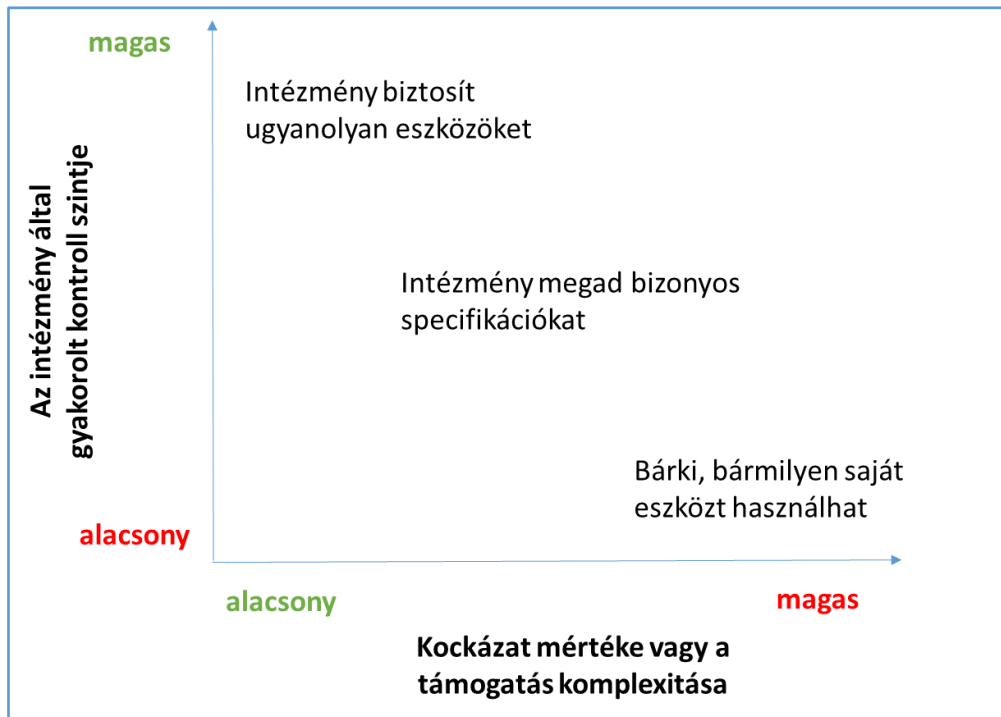 magas
Intézmény biztosít
ugyanolyan eszközöket
Az intézmény által
gyakorolt kontroll szintje
Intézmény megad bizonyos
specifikációkat
Bárki, bármilyen saját
eszközt használhat
alacsony
alacsony
magas
Kockázat mértéke vagy a
támogatás komplexitása